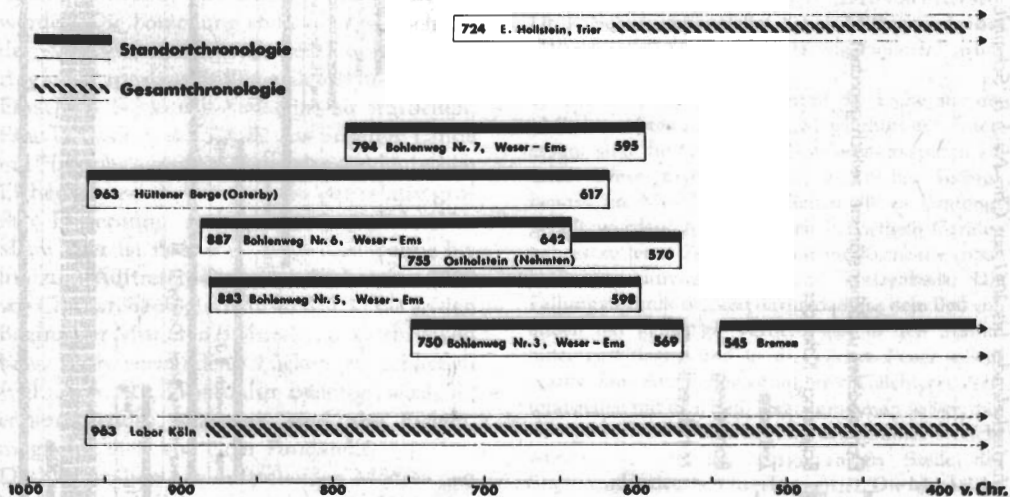 724 E. Hollstein, Trier
Standortchronologie
Gesamtchronologie
794 Bohlenweg Nr. 7, Weser-Ems 595
963 Hüttener Berge (Osterby) 617
887 Bohlenweg Nr. 6, Weser-Ems 642
755 Ostholstein (Nehmten) 570
883 Bohlenweg Nr. 5, Weser-Ems 598
750 Bohlenweg Nr. 3, Weser-Ems 569 545 Bremen
963 Labor Köln
1000 900 800 700 600 500 400 v. Chr.